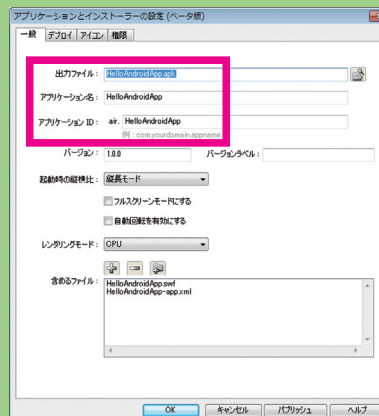 アプリケーションとインストーラーの設定 (ベータ版)
一般 デプロイ アイコン 権限
出力ファイル : HelloAndroidApp.apk
アプリケーション名 : HelloAndroidApp
アプリケーション ID : air. HelloAndroidApp
例 : com.yourdomain.appname
バージョン : 1.0.0 バージョンラベル :
起動時の縦横比 : 縦長モード
フルスクリーンモードにする
自動回転を有効にする
レンダリングモード : CPU
含めるファイル : HelloAndroidApp.swf
HelloAndroidApp-app.xml
OK キャンセル パブリッシュ ヘルプ